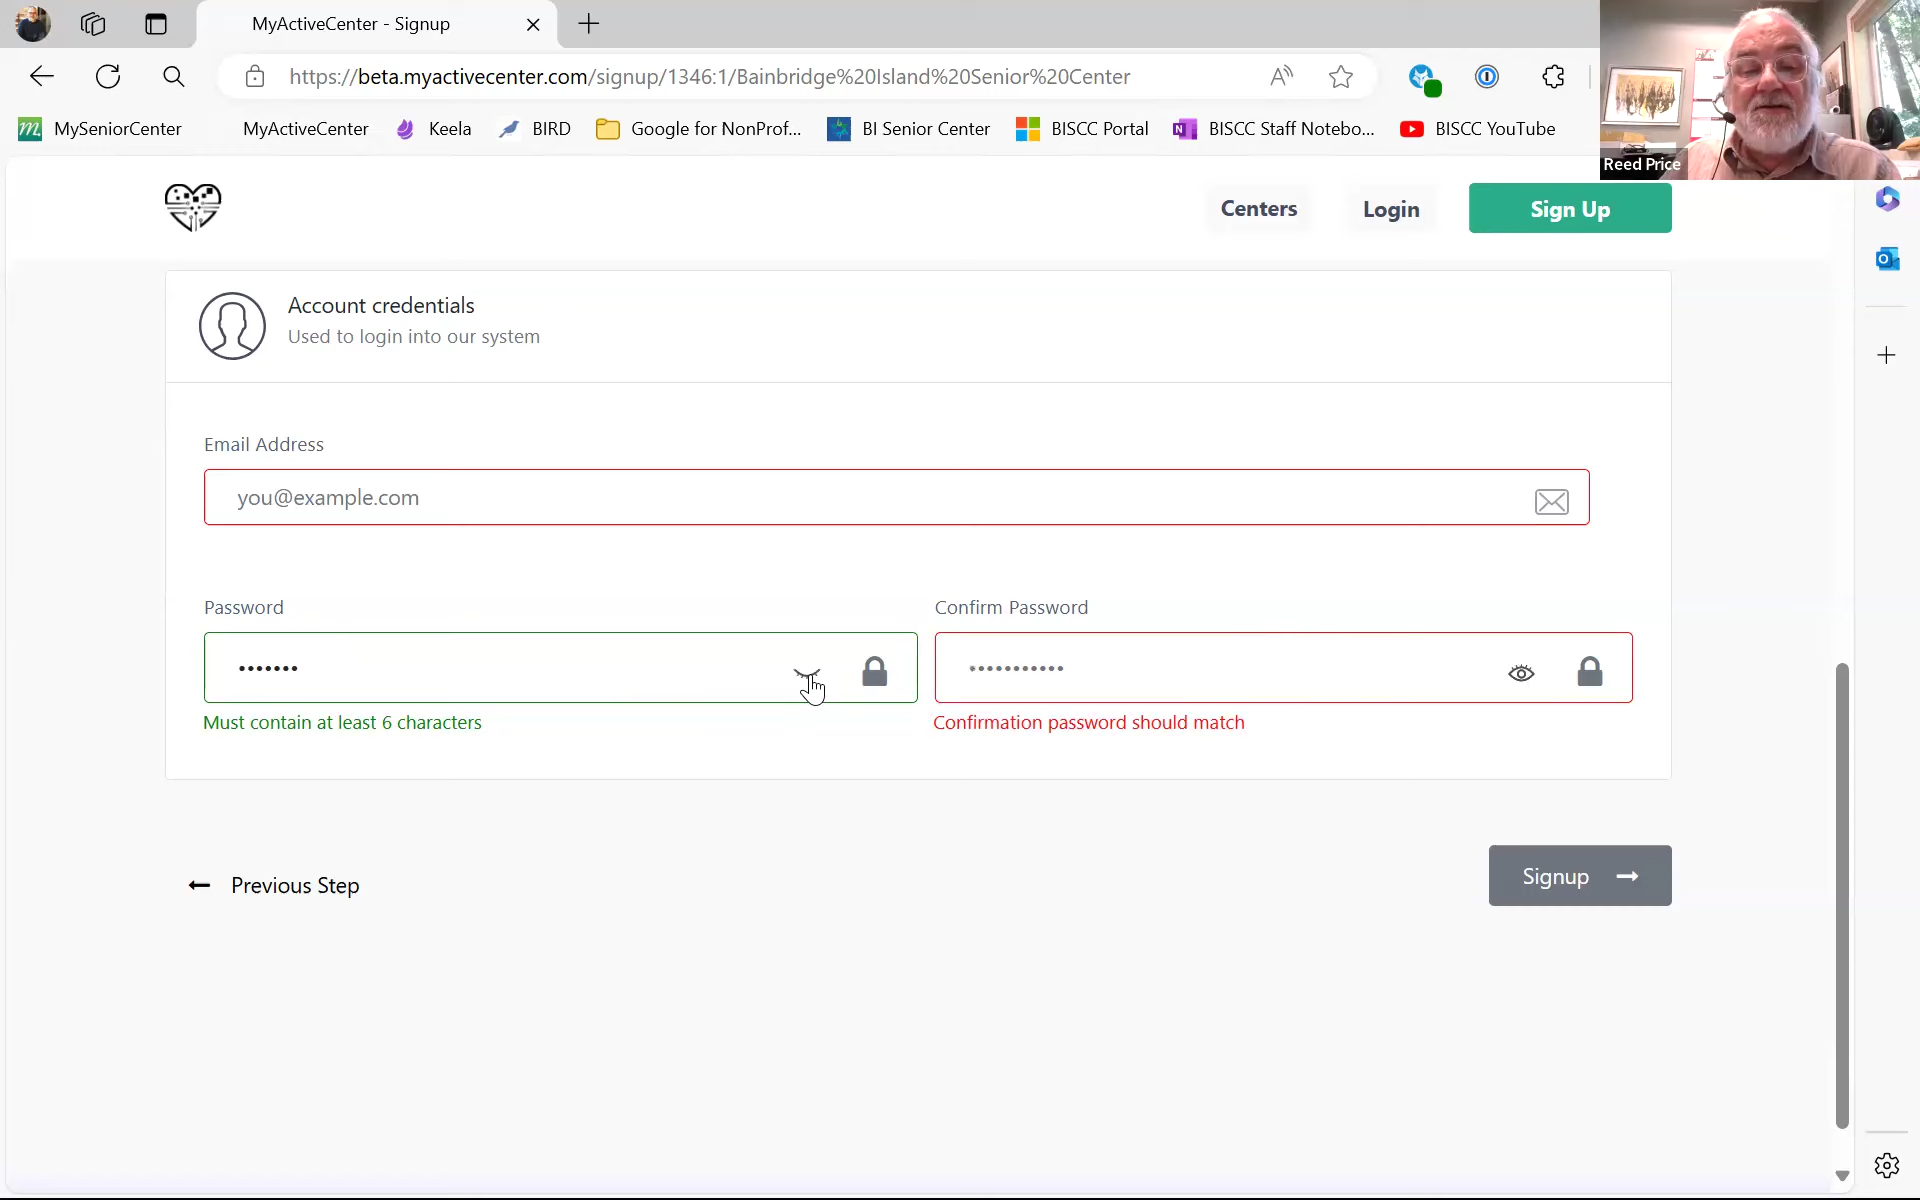 MyActiveCenter - Signup
https://beta.myactivecenter.com/signup/1346:1/Bainbridge%20Island%20Senior%20Center
MySeniorCenter MyActiveCenter Keela BIRD Google for NonProf... BI Senior Center BISCC Portal BISCC Staff Notebo... BISCC YouTube
Reed Price
Centers Login Sign Up
Account credentials
Used to login into our system
Email Address
you@example.com
Password Confirm Password
••••••• ***********
Must contain at least 6 characters Confirmation password should match
Previous Step Signup